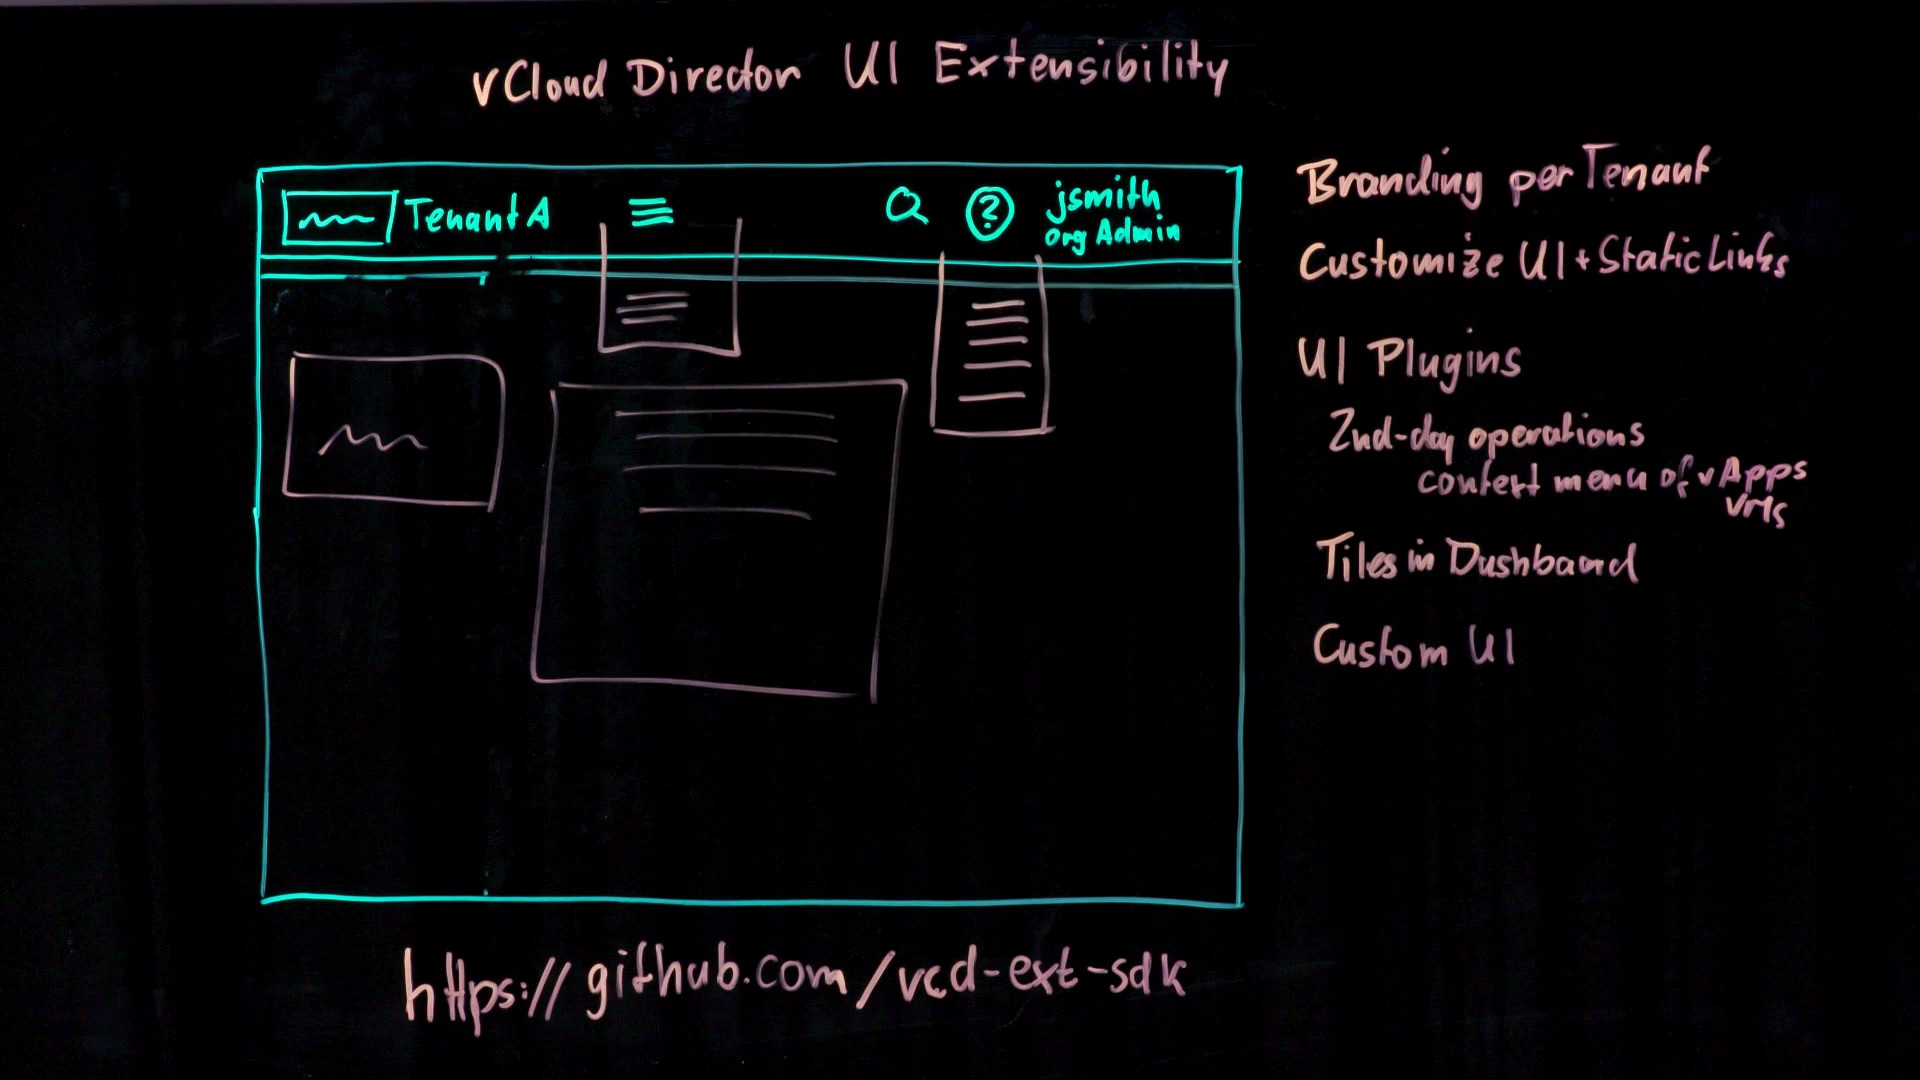 vCloud Director UI Extensibility
Tenant A
?
jsmith
org Admin
Branding per Tenant
Customize UI + Static Links
UI Plugins
2nd-day operations
context menu of vApps
VMs
Tiles in Dashboard
Custom UI
https://github.com/vcd-ext-sdk